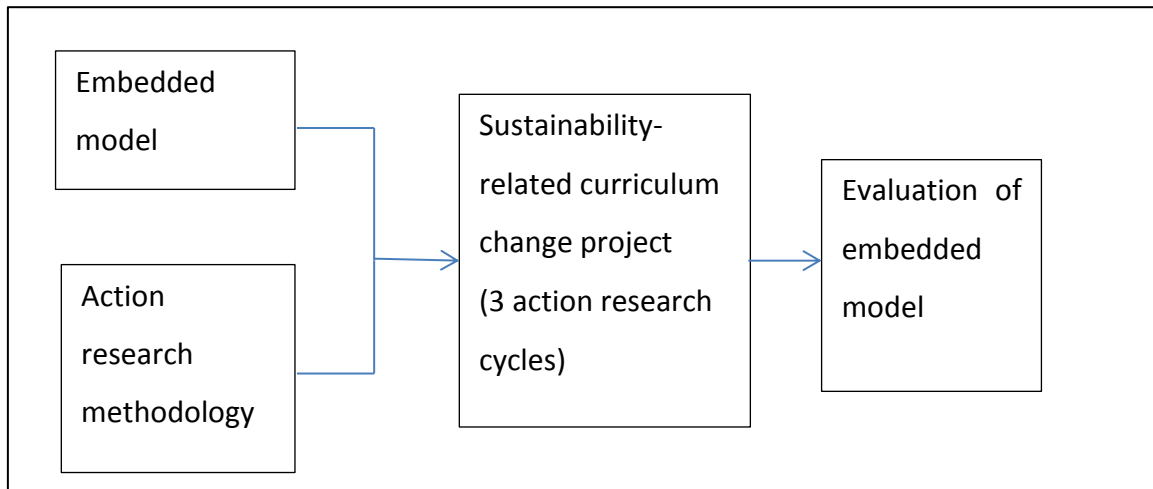 Embedded
model
Action
research
methodology
Sustainability-
related curriculum
change project
(3 action research
cycles)
Evaluation of
embedded
model